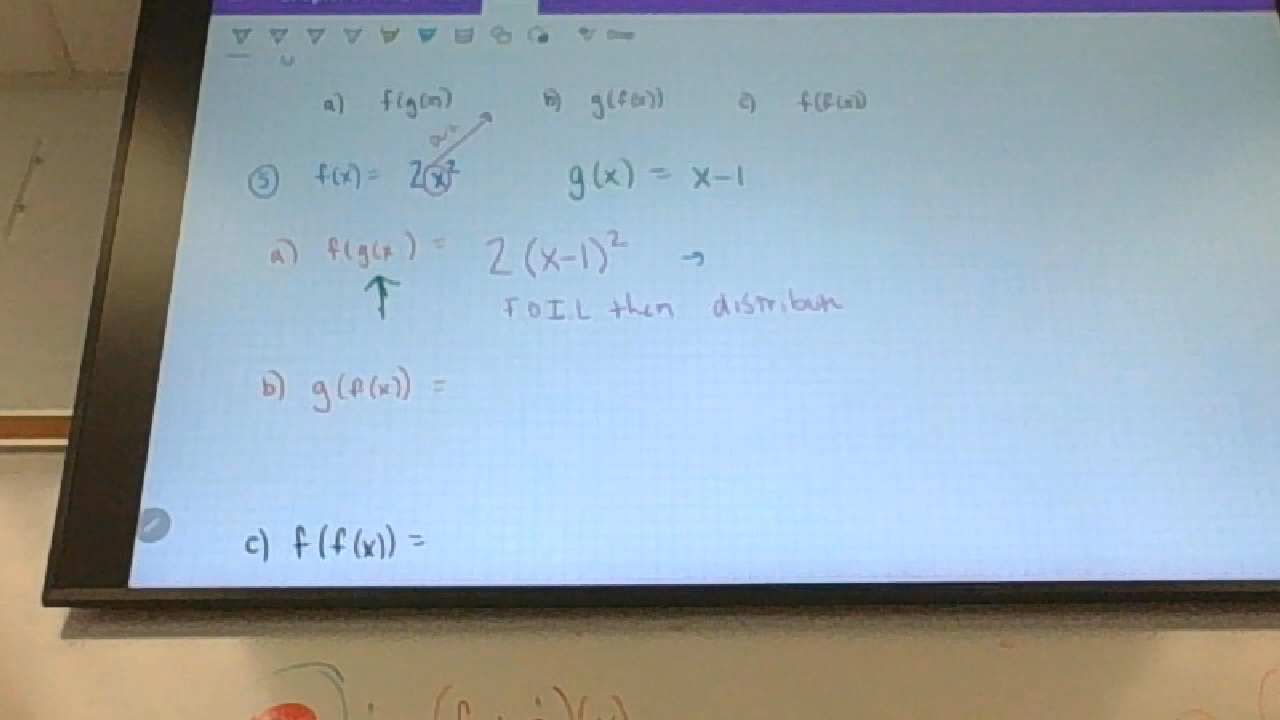 a) f(g(x)) b) g(f(x)) c) f(f(x))
⑤ f(x) = 2x² g(x) = x-1
a) f(g(x) = 2(x-1)² →
FOIL then distribute
b) g(f(x)) =
c) f(f(x)) =